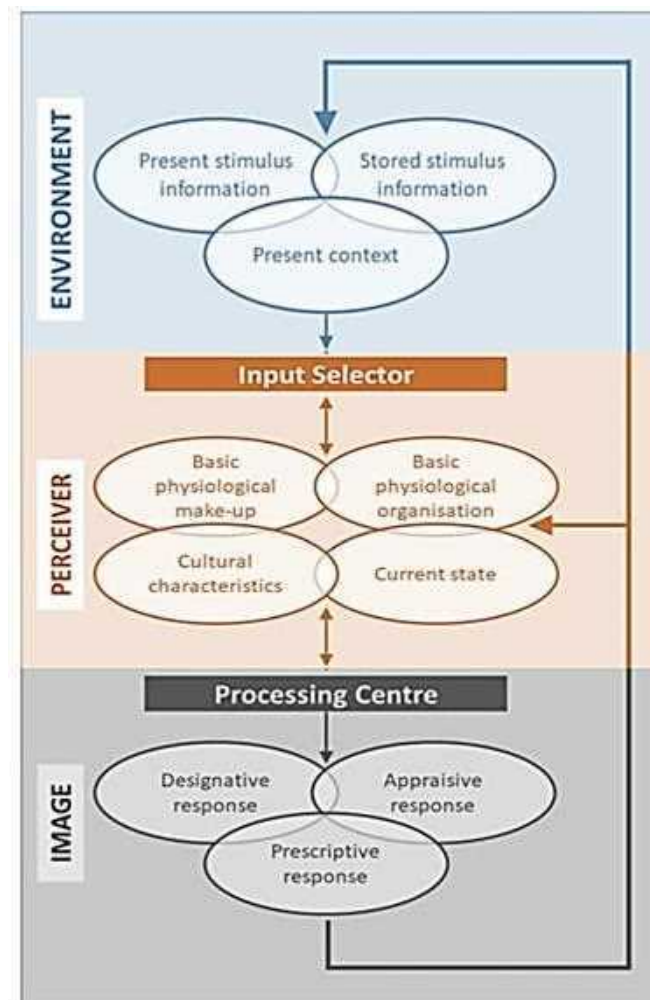 ENVIRONMENT
Present stimulus
information
Stored stimulus
information
Present context
Input Selector
PERCEIVER
Basic
physiological
make-up
Basic
physiological
organisation
Cultural
characteristics
Current state
Processing Centre
IMAGE
Designative
response
Appraisive
response
Prescriptive
response